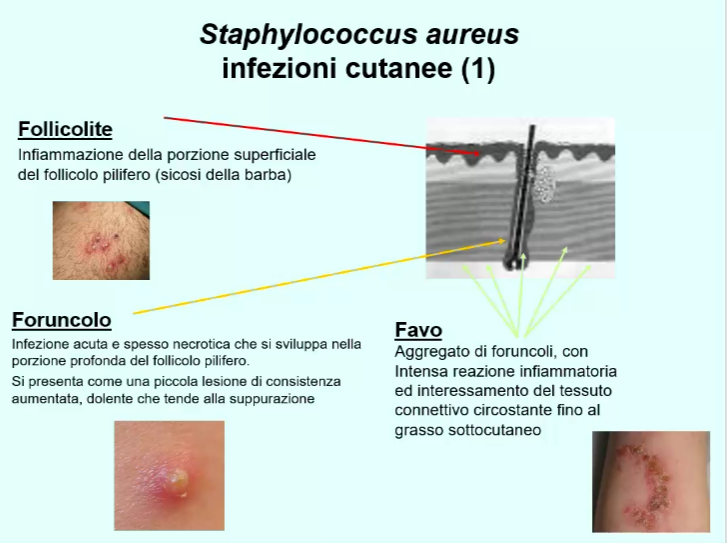 Staphylococcus aureus
infezioni cutanee (1)
Follicolite
Infiammazione della porzione superficiale
del follicolo pilifero (sicosi della barba)
Foruncolo
Infezione acuta e spesso necrotica che si sviluppa nella
porzione profonda del follicolo pilifero.
Si presenta come una piccola lesione di consistenza
aumentata, dolente che tende alla suppurazione
Favo
Aggregato di foruncoli, con
Intensa reazione infiammatoria
ed interessamento del tessuto
connettivo circostante fino al
grasso sottocutaneo